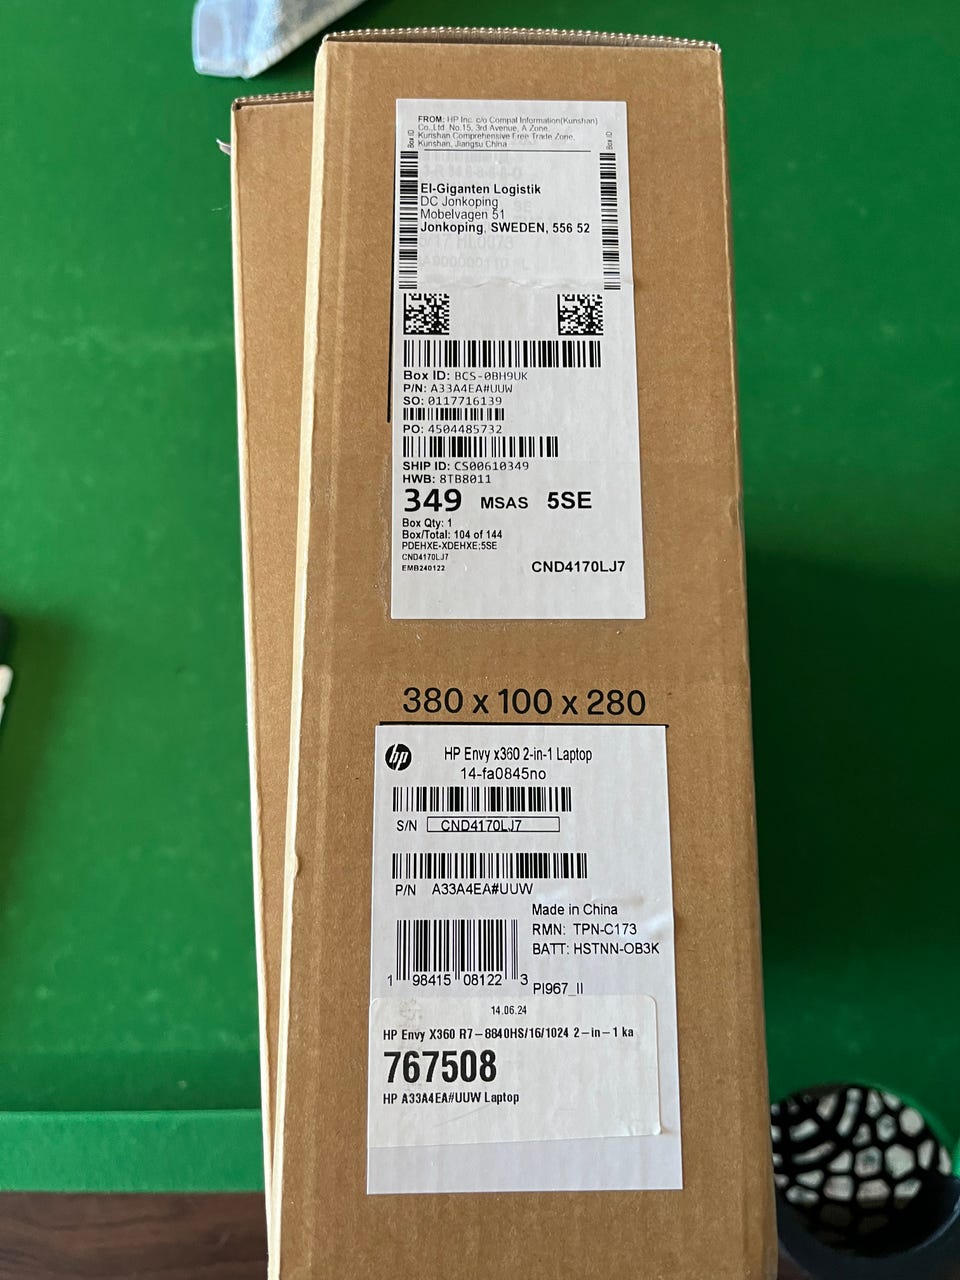 FROM: HP Inc. c/o Compal Information(Kunshan)
Co.,Ltd. No.15, 3rd Avenue, A Zone,
Kunshan Comprehensive Free Trade Zone,
Kunshan, Jiangsu China
Box ID
Box ID
El-Giganten Logistik
DC Jonkoping
Mobelvagen 51
Jonkoping, SWEDEN, 556 52
Box ID: BCS-0BH9UK
P/N: A33A4EA#UUW
SO: 0117716139
PO: 4504485732
SHIP ID: CS00610349
HWB: 8TB8011
349 MSAS 5SE
Box Qty: 1
Box/Total: 104 of 144
PDEHXE-XDEHXE;5SE
CND4170LJ7
EMB240122
CND4170LJ7
380 x 100 x 280
hp
HP Envy x360 2-in-1 Laptop
14-fa0845no
S/N CND4170LJ7
P/N A33A4EA#UUW
Made in China
RMN: TPN-C173
BATT: HSTNN-OB3K
1 98415 08122 3
PI967_II
14.06.24
HP Envy X360 R7-8840HS/16/1024 2-in-1 ka
767508
HP A33A4EA#UUW Laptop